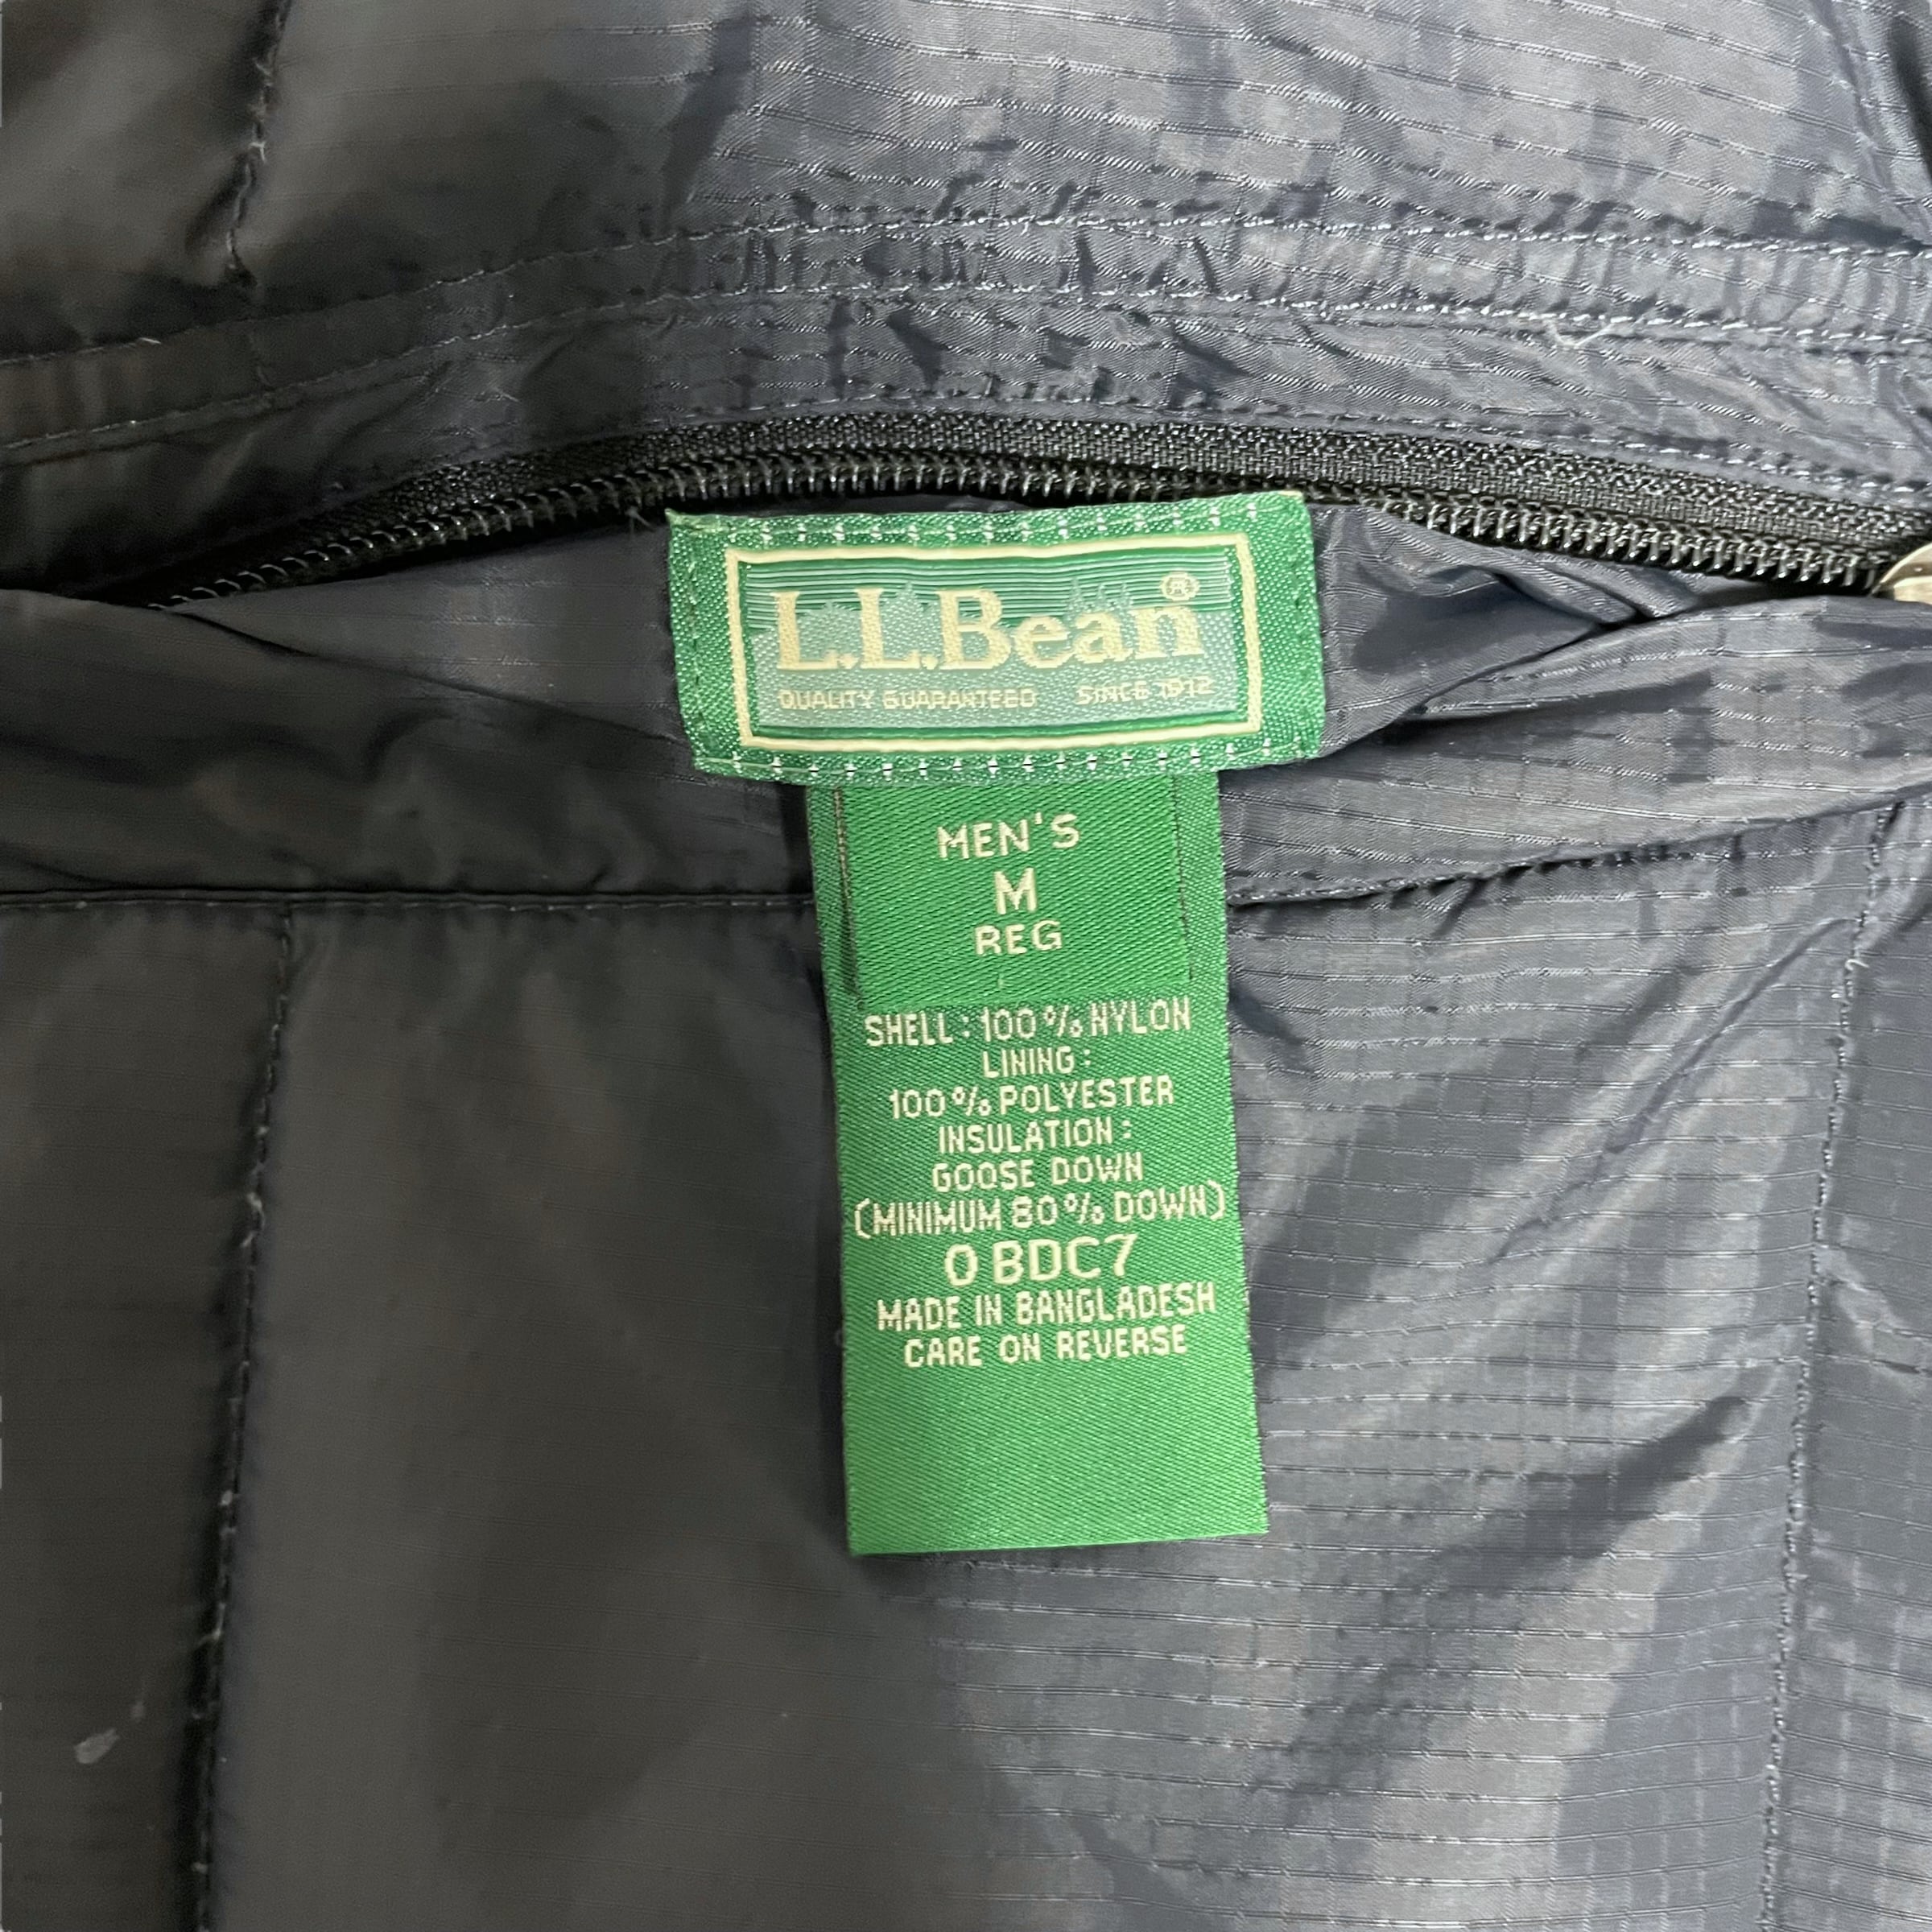 L.L.Bean®
QUALITY GUARANTEED SINCE 1912
MEN'S
M
REG
SHELL: 100% NYLON
LINING:
100% POLYESTER
INSULATION:
GOOSE DOWN
(MINIMUM 80% DOWN)
0 BDC7
MADE IN BANGLADESH
CARE ON REVERSE